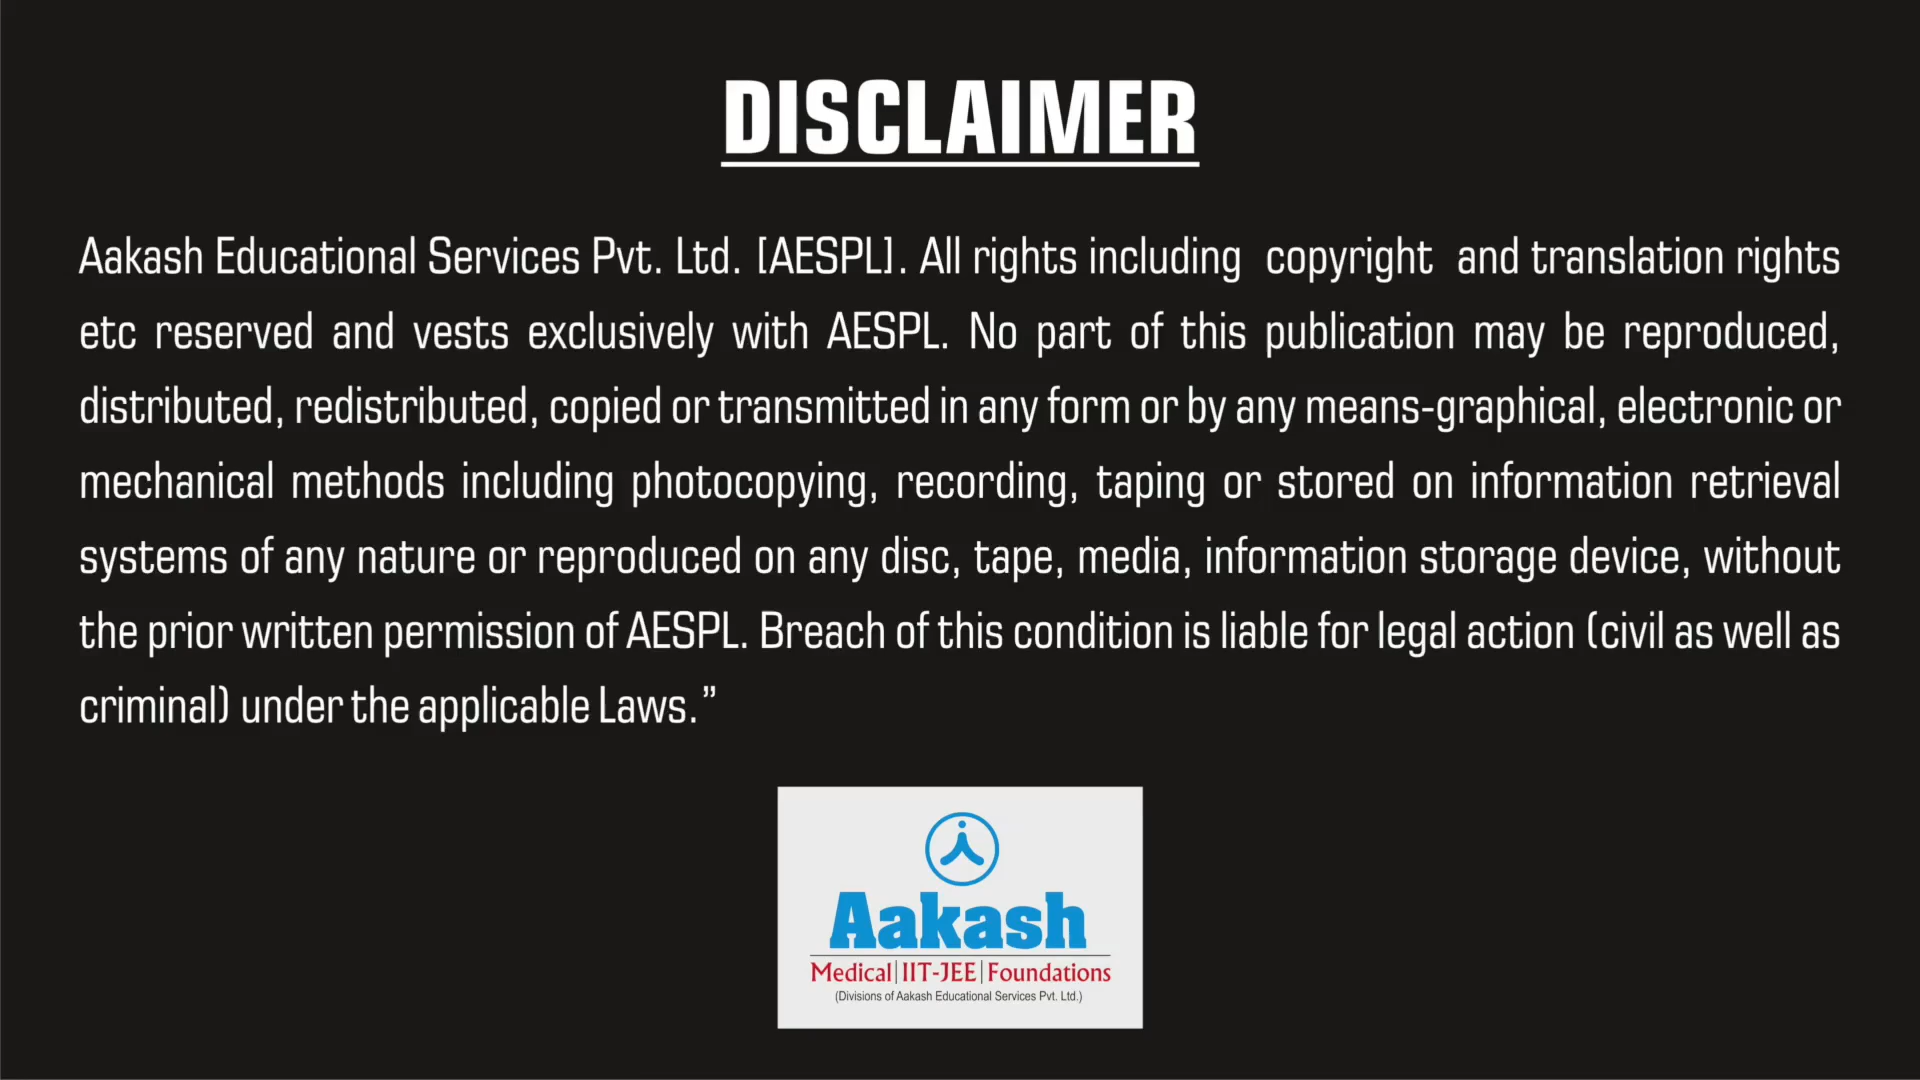 DISCLAIMER
Aakash Educational Services Pvt. Ltd. [AESPL]. All rights including copyright and translation rights
etc reserved and vests exclusively with AESPL. No part of this publication may be reproduced,
distributed, redistributed, copied or transmitted in any form or by any means-graphical, electronic or
mechanical methods including photocopying, recording, taping or stored on information retrieval
systems of any nature or reproduced on any disc, tape, media, information storage device, without
the prior written permission of AESPL. Breach of this condition is liable for legal action (civil as well as
criminal) under the applicable Laws.”
Aakash
Medical|IIT-JEE|Foundations
(Divisions of Aakash Educational Services Pvt. Ltd.)